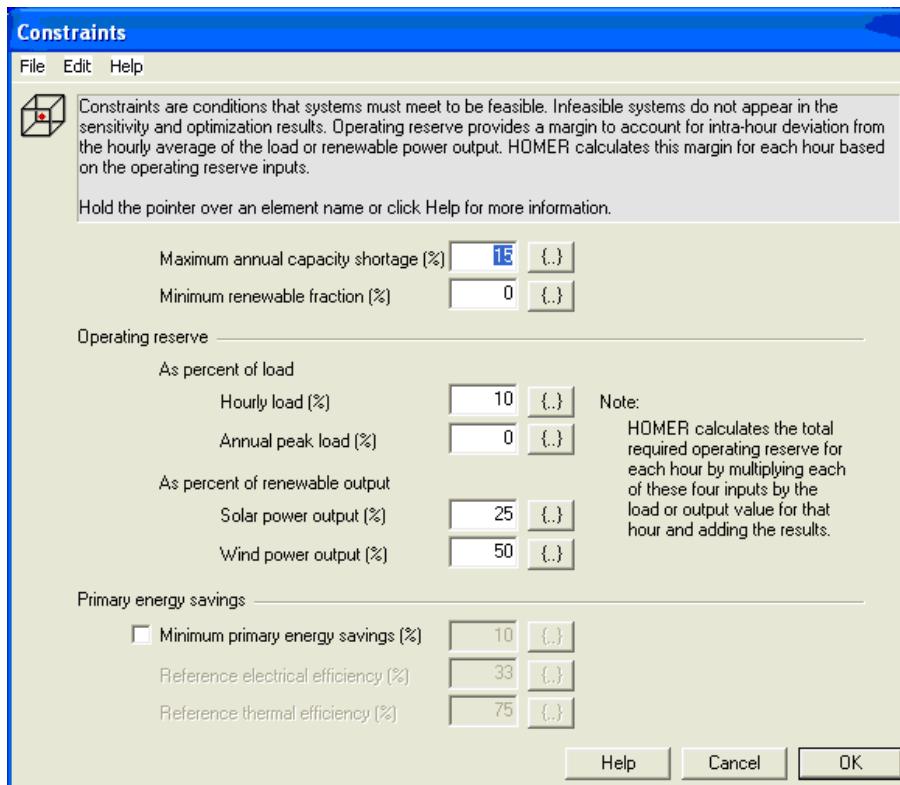 Constraints
File Edit Help
Constraints are conditions that systems must meet to be feasible. Infeasible systems do not appear in the
sensitivity and optimization results. Operating reserve provides a margin to account for intra-hour deviation from
the hourly average of the load or renewable power output. HOMER calculates this margin for each hour based
on the operating reserve inputs.
Hold the pointer over an element name or click Help for more information.
Maximum annual capacity shortage (%) 15 {..}
Minimum renewable fraction (%) 0 {..}
Operating reserve
As percent of load
Hourly load (%) 10 {..}
Annual peak load (%) 0 {..}
As percent of renewable output
Solar power output (%) 25 {..}
Wind power output (%) 50 {..}
Note:
HOMER calculates the total
required operating reserve for
each hour by multiplying each
of these four inputs by the
load or output value for that
hour and adding the results.
Primary energy savings
Minimum primary energy savings (%) 10 {..}
Reference electrical efficiency (%) 33 {..}
Reference thermal efficiency (%) 75 {..}
Help Cancel OK